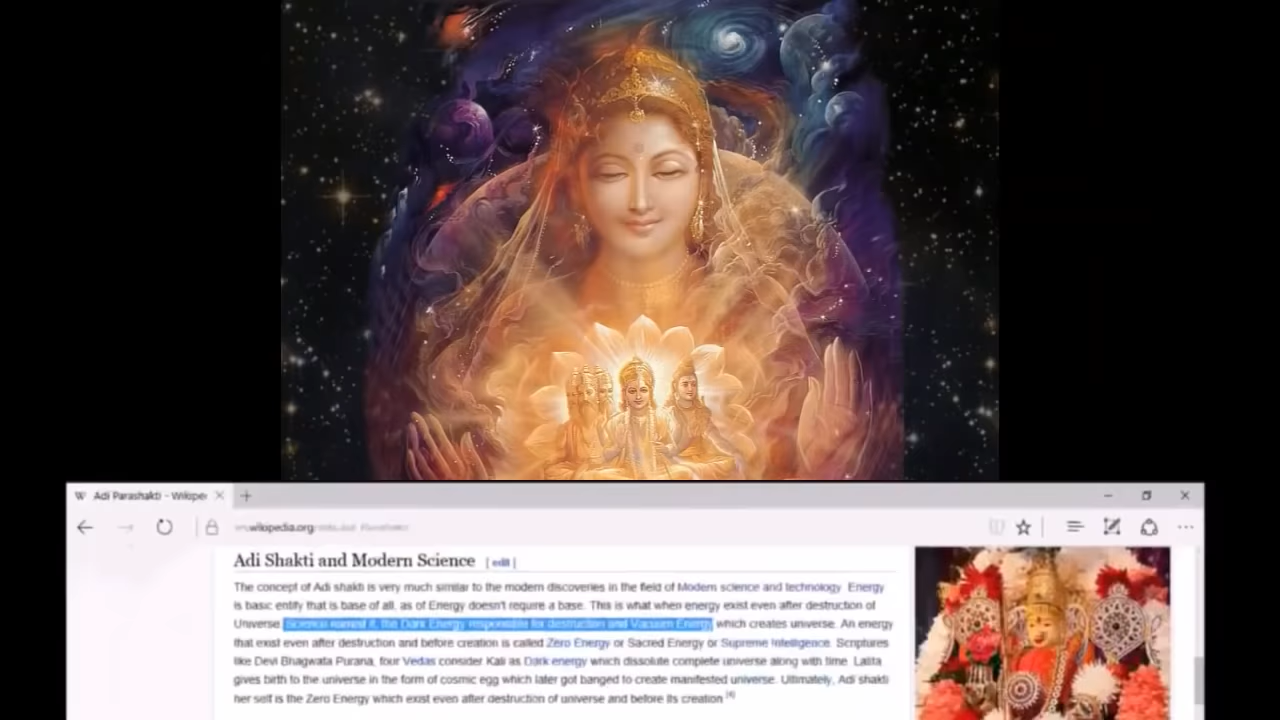 Adi Parashakti - Wikipe
wikipedia.org
Adi Shakti and Modern Science [ edit ]
The concept of Adi shakti is very much similar to the modern discoveries in the field of Modern science and technology Energy
is basic entity that is base of all, as of Energy doesn't require a base. This is what when energy exist even after destruction of
Universe Science named it, the Dark Energy responsible for destruction and Vacuum Energy which creates universe. An energy
that exist even after destruction and before creation is called Zero Energy or Sacred Energy or Supreme Intelligence. Scriptures
like Devi Bhagwata Purana, four Vedas consider Kali as Dark energy which dissolute complete universe along with time. Lalita
gives birth to the universe in the form of cosmic egg which later got banged to create manifested universe. Ultimately, Adi shakti
her self is the Zero Energy which exist even after destruction of universe and before its creation [4]